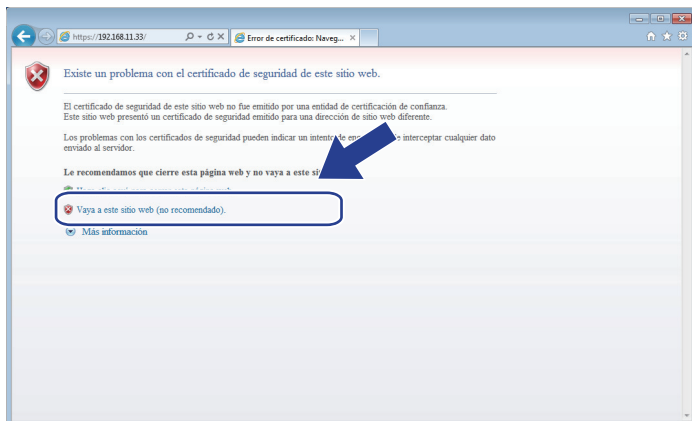 https://192.168.11.33/
Error de certificado: Naveg...
Existe un problema con el certificado de seguridad de este sitio web.
El certificado de seguridad de este sitio web no fue emitido por una entidad de certificación de confianza.
Este sitio web presentó un certificado de seguridad emitido para una dirección de sitio web diferente.
Los problemas con los certificados de seguridad pueden indicar un intento de interceptar cualquier dato
enviado al servidor.
Le recomendamos que cierre esta página web y no vaya a este
Vaya a este sitio web (no recomendado).
Más información